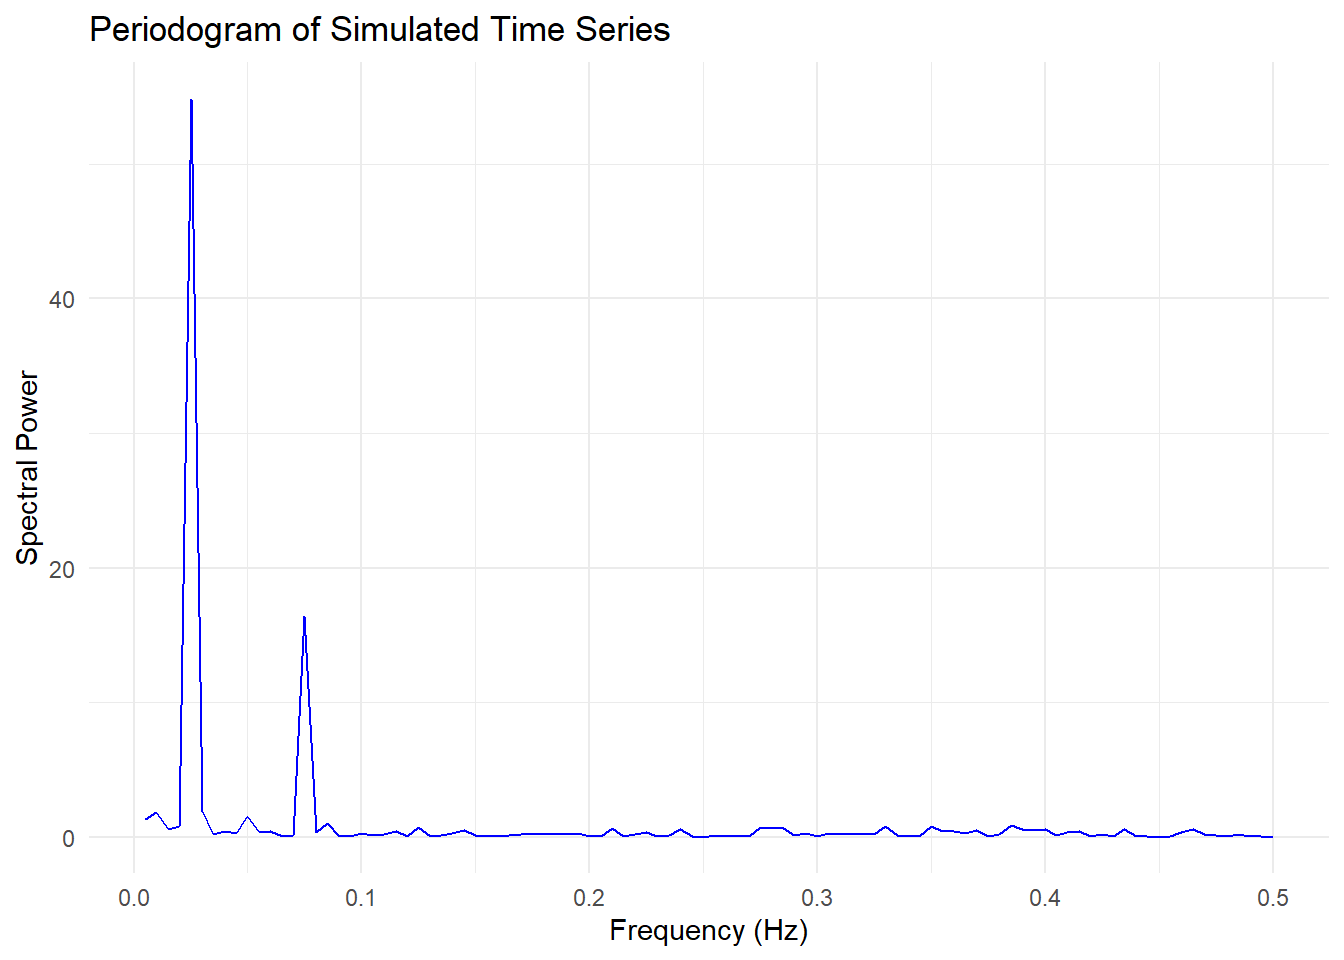 Periodogram of Simulated Time Series
Spectral Power
40
20
0
0.0 0.1 0.2 0.3 0.4 0.5
Frequency (Hz)